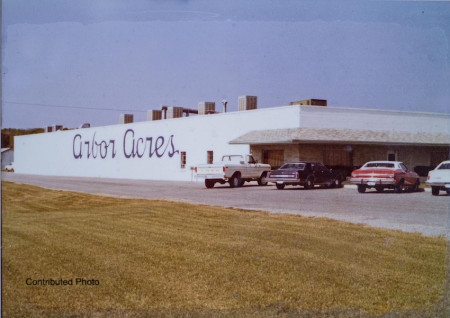 Arbor Acres
Contributed Photo